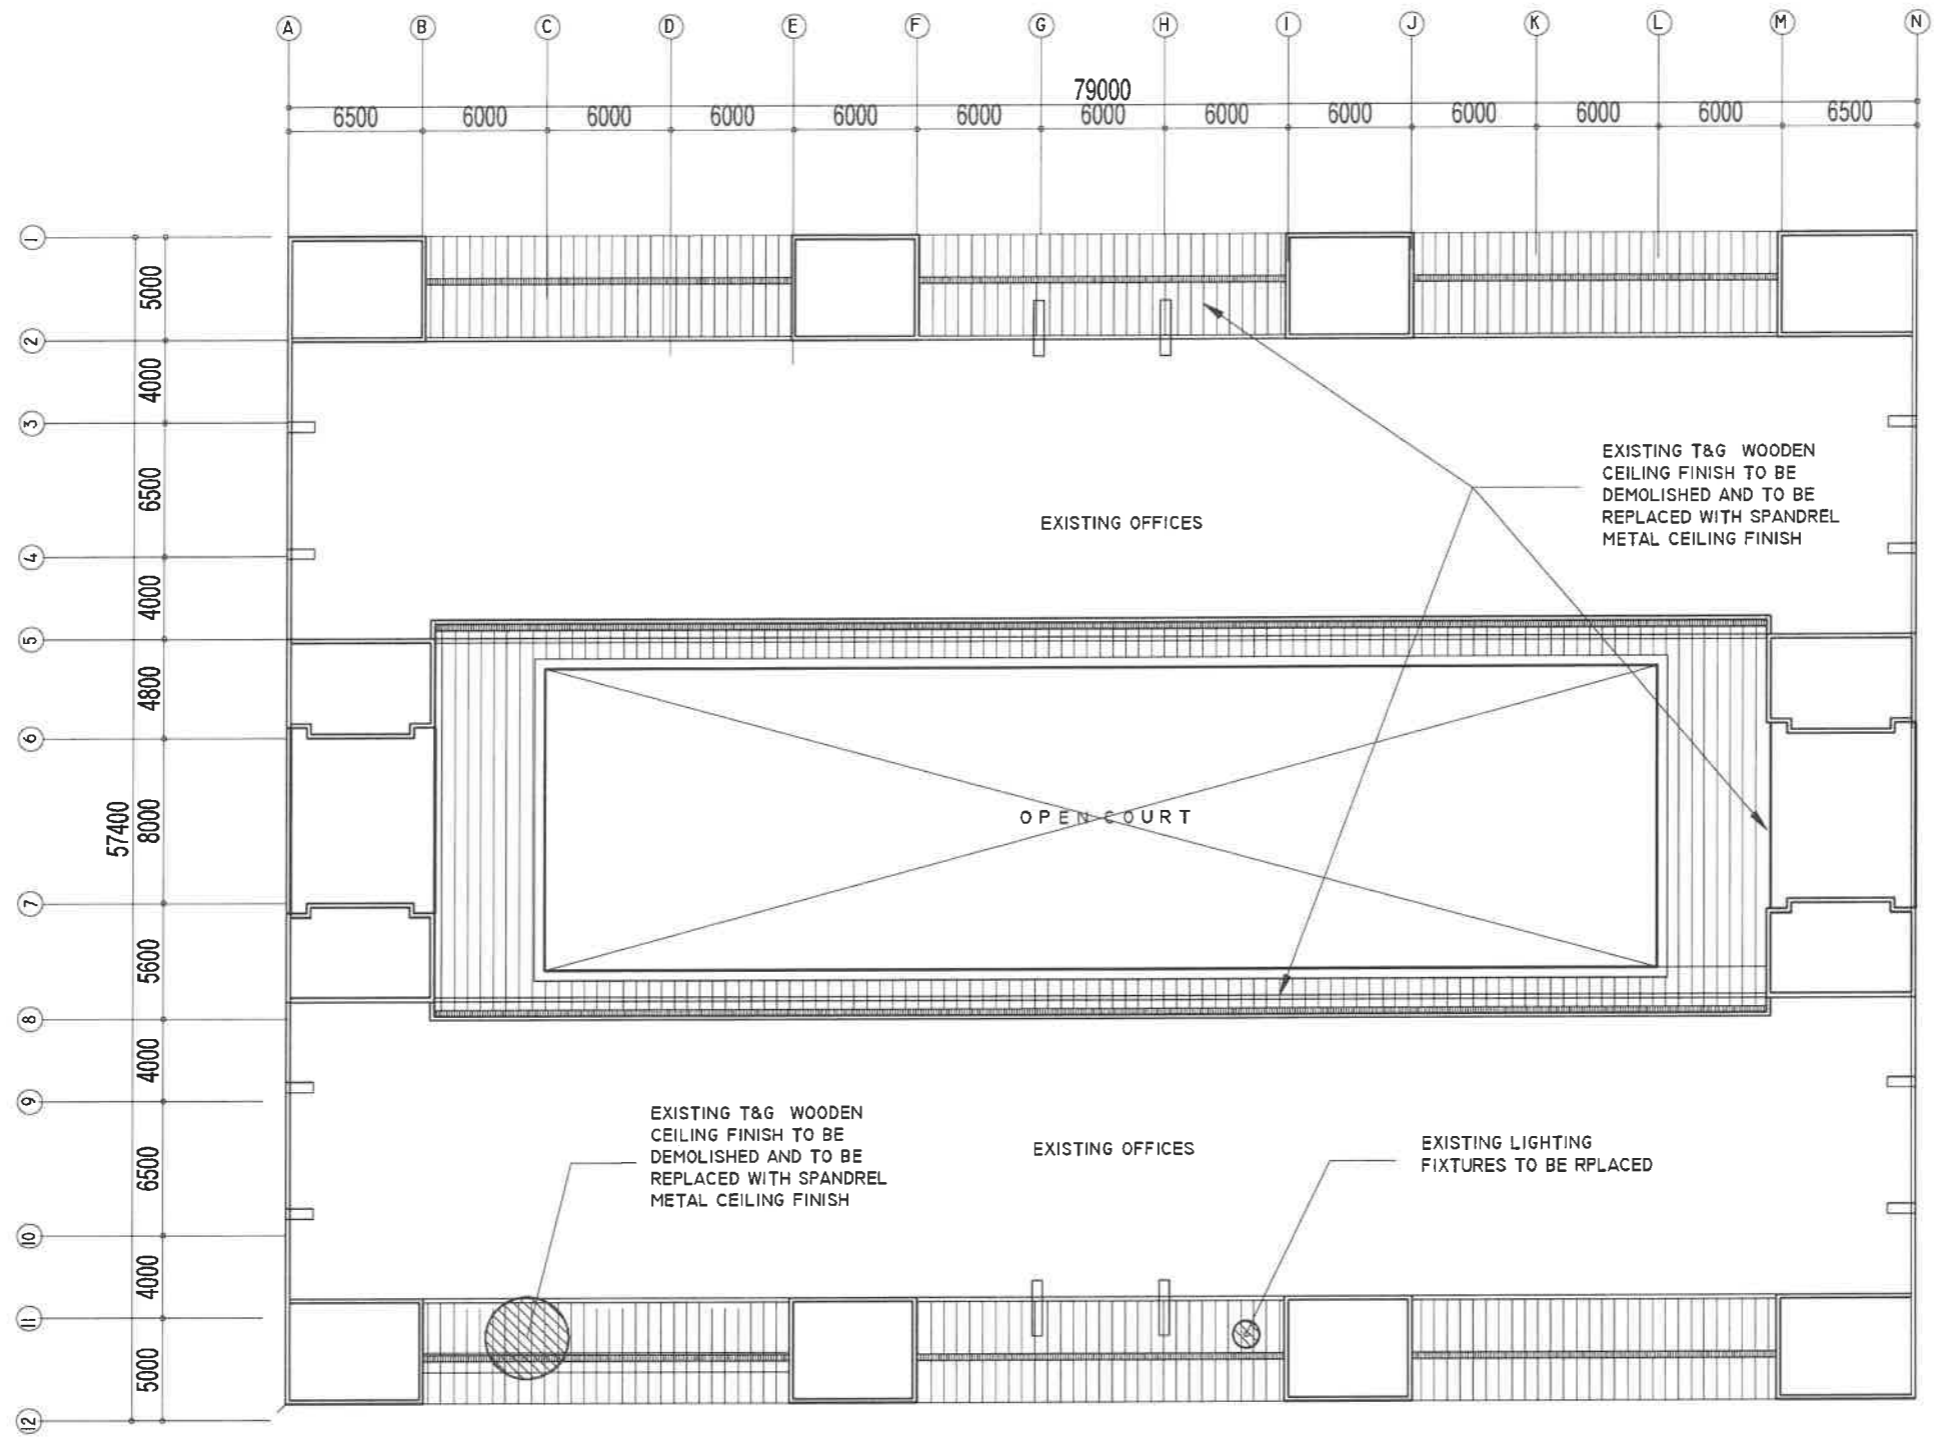 A B C D E F G H I J K L M N
79000
6500 6000 6000 6000 6000 6000 6000 6000 6000 6000 6000 6000 6500
1
5000
2
4000
3
6500
4
4000
5
4800
6
57400
8000
7
5600
8
4000
9
6500
10
4000
11
5000
12
EXISTING T&G WOODEN
CEILING FINISH TO BE
DEMOLISHED AND TO BE
REPLACED WITH SPANDREL
METAL CEILING FINISH
EXISTING OFFICES
OPEN COURT
EXISTING T&G WOODEN
CEILING FINISH TO BE
DEMOLISHED AND TO BE
REPLACED WITH SPANDREL
METAL CEILING FINISH
EXISTING OFFICES
EXISTING LIGHTING
FIXTURES TO BE RPLACED